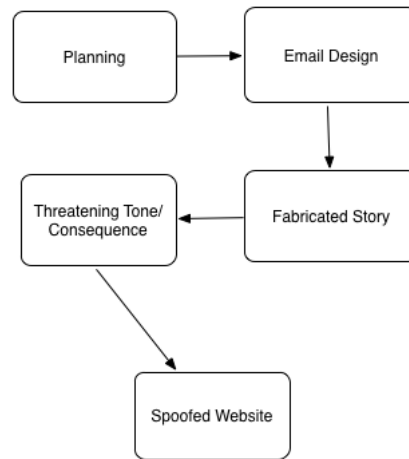 Planning
Email Design
Fabricated Story
Threatening Tone/
Consequence
Spoofed Website